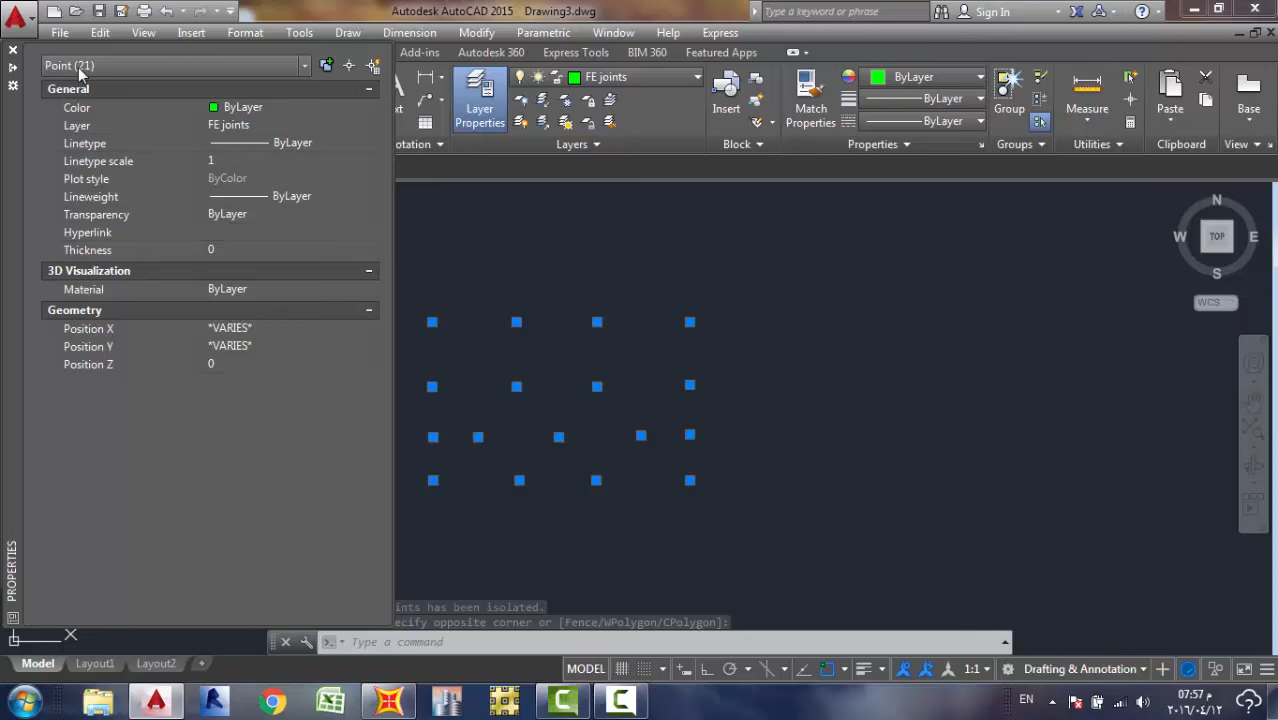 Autodesk AutoCAD 2015 Drawing3.dwg
Type a keyword or phrase
Sign In
File Edit View Insert Format Tools Draw Dimension Modify Parametric Window Help Express
Add-ins Autodesk 360 Express Tools BIM 360 Featured Apps
Point (21)
FE joints
ByLayer
ByLayer
ByLayer
Layer Properties
Insert
Match Properties
Group
Measure
Paste
Base
otation Layers Block Properties Groups Utilities Clipboard View
General
Color ByLayer
Layer FE joints
Linetype ByLayer
Linetype scale 1
Plot style ByColor
Lineweight ByLayer
Transparency ByLayer
Hyperlink
Thickness 0
3D Visualization
Material ByLayer
Geometry
Position X *VARIES*
Position Y *VARIES*
Position Z 0
N
W TOP E
S
WCS
PROPERTIES
ints has been isolated.
ecify opposite corner or [Fence/WPolygon/CPolygon]:
X
Type a command
Model Layout1 Layout2 +
MODEL 1:1 Drafting & Annotation
EN
م 07:57
٢٠١٦/٠٤/١٢